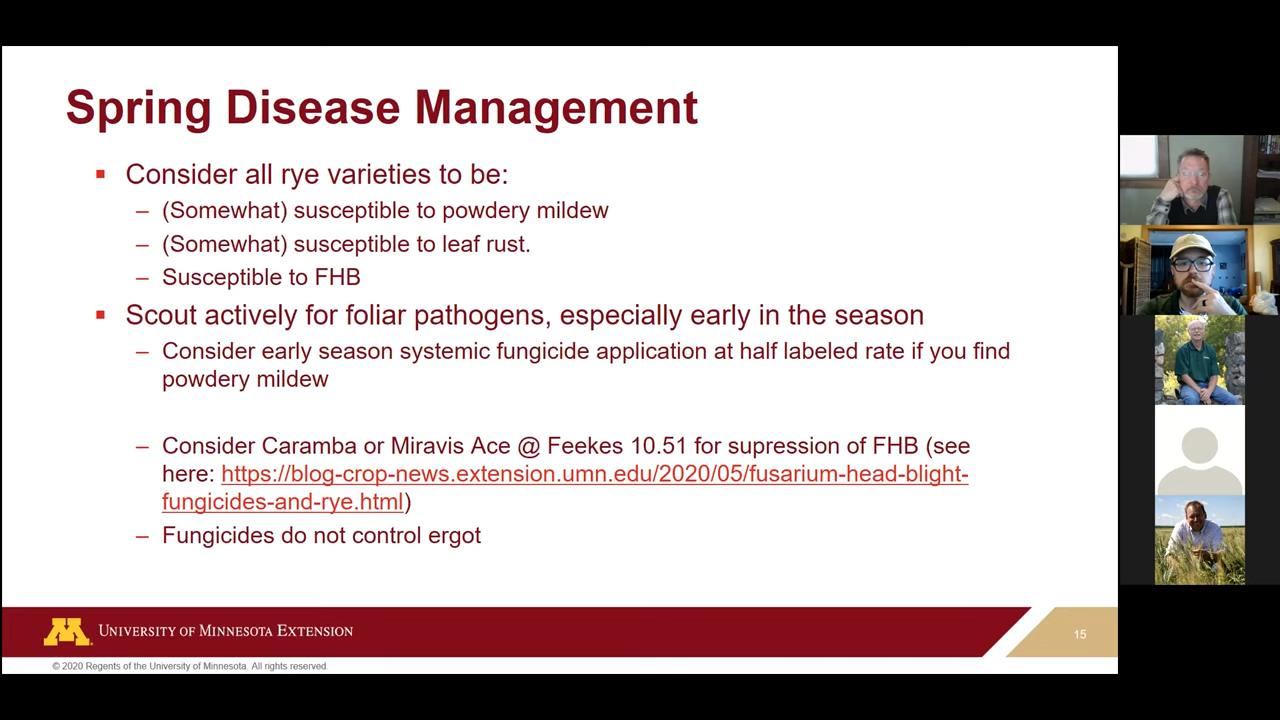 Spring Disease Management
▪ Consider all rye varieties to be:
– (Somewhat) susceptible to powdery mildew
– (Somewhat) susceptible to leaf rust.
– Susceptible to FHB
▪ Scout actively for foliar pathogens, especially early in the season
– Consider early season systemic fungicide application at half labeled rate if you find
powdery mildew
– Consider Caramba or Miravis Ace @ Feekes 10.51 for supression of FHB (see
here: https://blog-crop-news.extension.umn.edu/2020/05/fusarium-head-blight-
fungicides-and-rye.html)
– Fungicides do not control ergot
M
UNIVERSITY OF MINNESOTA EXTENSION
15
© 2020 Regents of the University of Minnesota. All rights reserved.